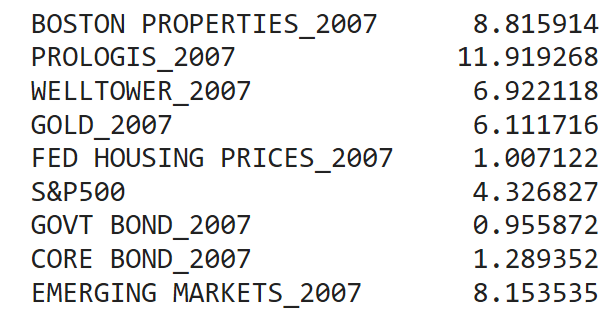 BOSTON PROPERTIES_2007 8.815914
PROLOGIS_2007 11.919268
WELLTOWER_2007 6.922118
GOLD_2007 6.111716
FED HOUSING PRICES_2007 1.007122
S&P500 4.326827
GOVT BOND_2007 0.955872
CORE BOND_2007 1.289352
EMERGING MARKETS_2007 8.153535